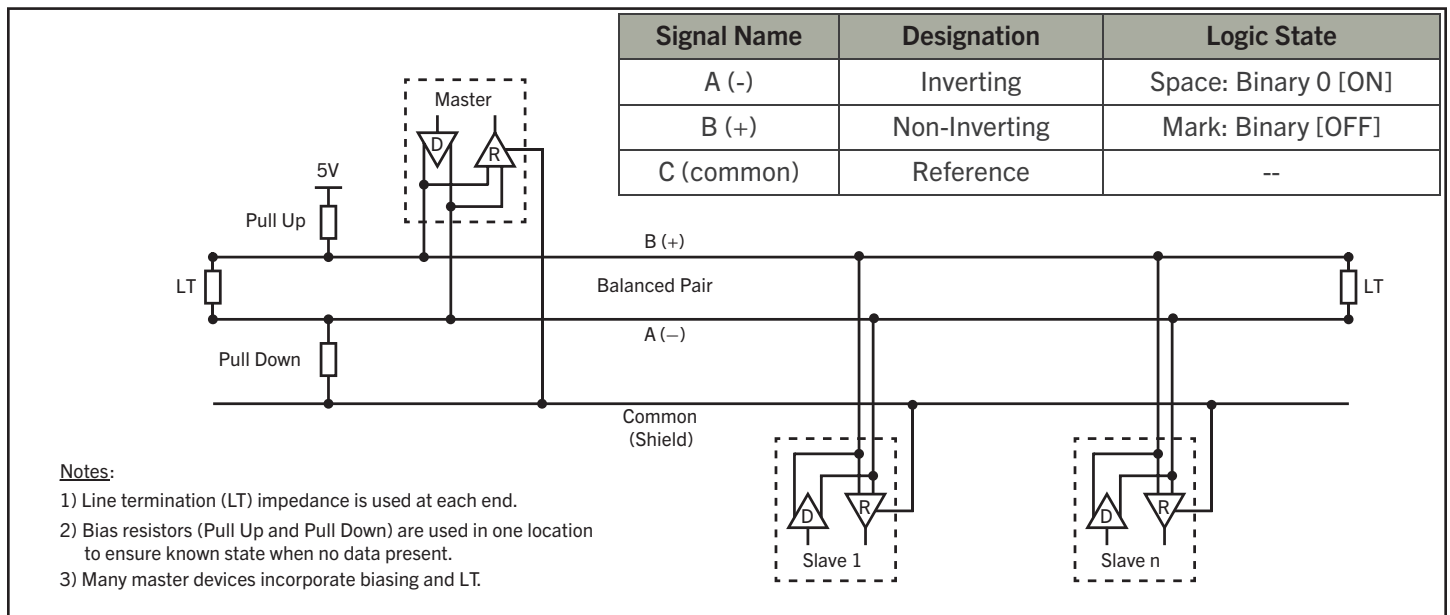 Signal Name Designation Logic State
A (-) Inverting Space: Binary 0 [ON]
B (+) Non-Inverting Mark: Binary [OFF]
C (common) Reference --
Master
D
R
5V
Pull Up
B (+)
LT
Balanced Pair
LT
A (−)
Pull Down
Common
(Shield)
D
R
Slave 1
D
R
Slave n
Notes:
1) Line termination (LT) impedance is used at each end.
2) Bias resistors (Pull Up and Pull Down) are used in one location
to ensure known state when no data present.
3) Many master devices incorporate biasing and LT.